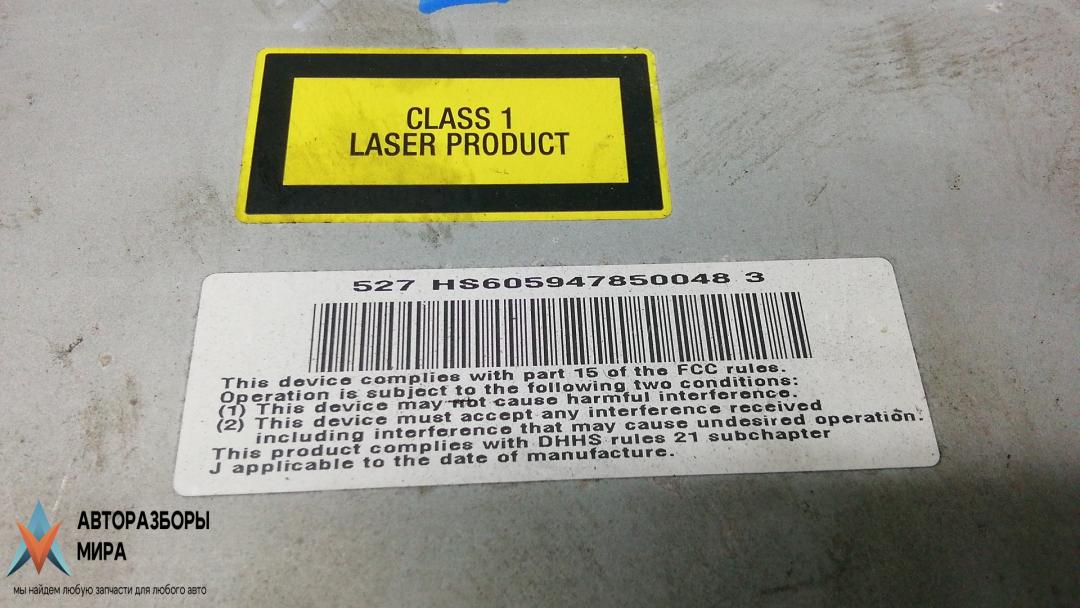 CLASS 1
LASER PRODUCT
527 HS605947850048 3
This device complies with part 15 of the FCC rules.
Operation is subject to the following two conditions:
(1) This device may not cause harmful interference.
(2) This device must accept any interference received
including interference that may cause undesired operation.
This product complies with DHHS rules 21 subchapter
J applicable to the date of manufacture.
АВТОРАЗБОРЫ
МИРА
мы найдем любую запчасти для любого авто